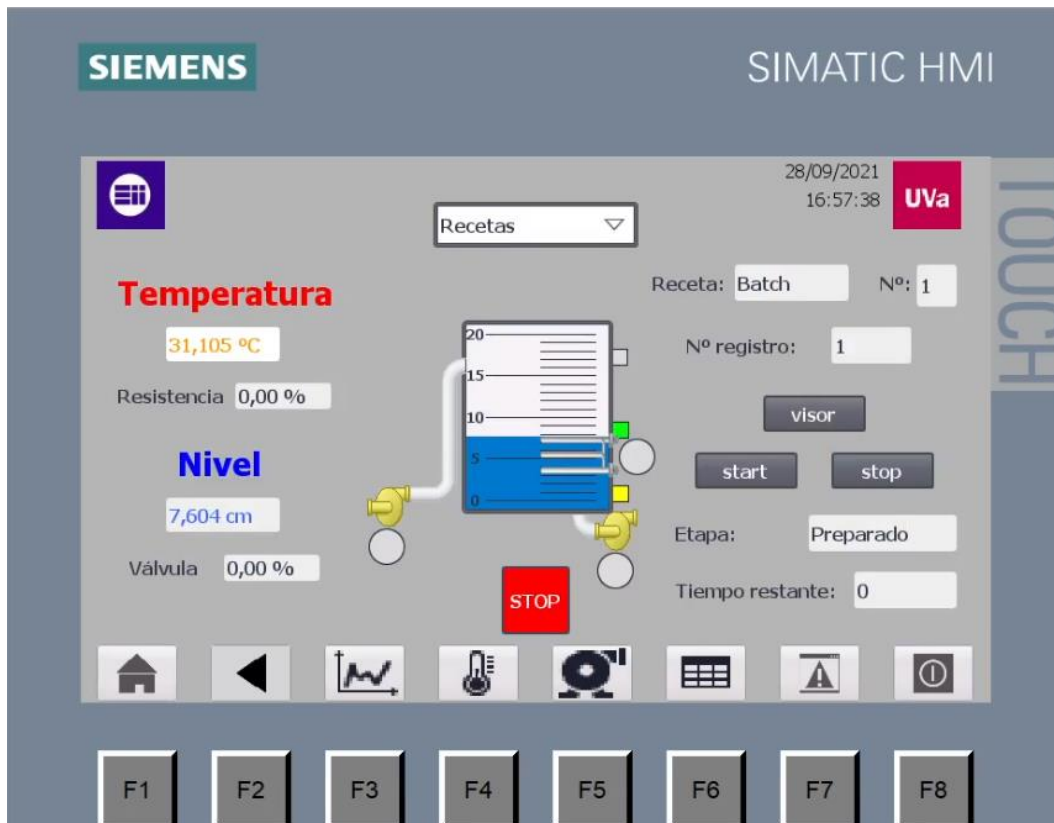 SIEMENS
SIMATIC HMI
TOUCH
28/09/2021
16:57:38
UVa
Recetas
Temperatura
31,105 ºC
Resistencia 0,00 %
Nivel
7,604 cm
Válvula 0,00 %
20
15
10
5
0
STOP
Receta: Batch Nº: 1
Nº registro: 1
visor
start stop
Etapa: Preparado
Tiempo restante: 0
F1 F2 F3 F4 F5 F6 F7 F8